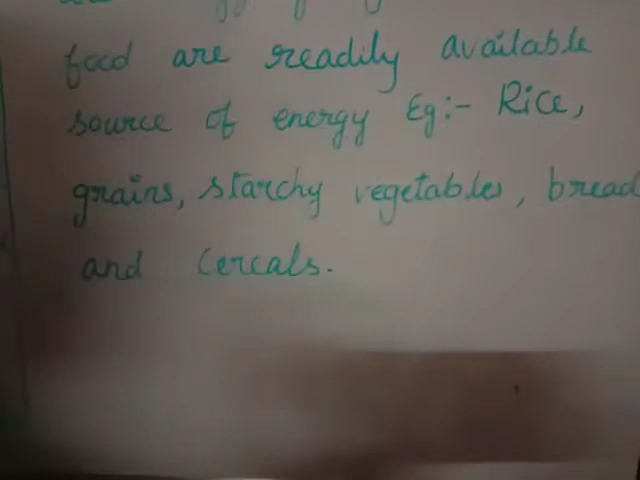 food are readily available
source of energy Eg:- Rice,
grains, starchy vegetables, bread
and cereals.